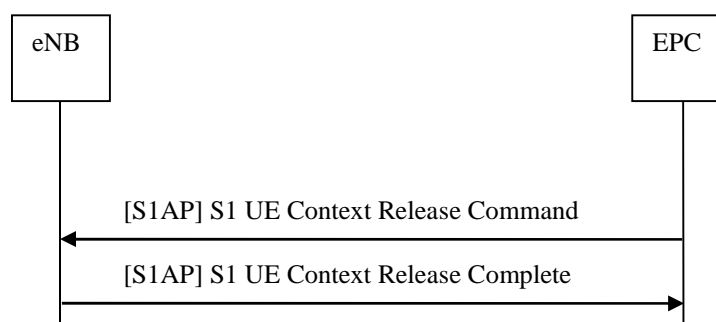 eNB
EPC
[S1AP] S1 UE Context Release Command
[S1AP] S1 UE Context Release Complete